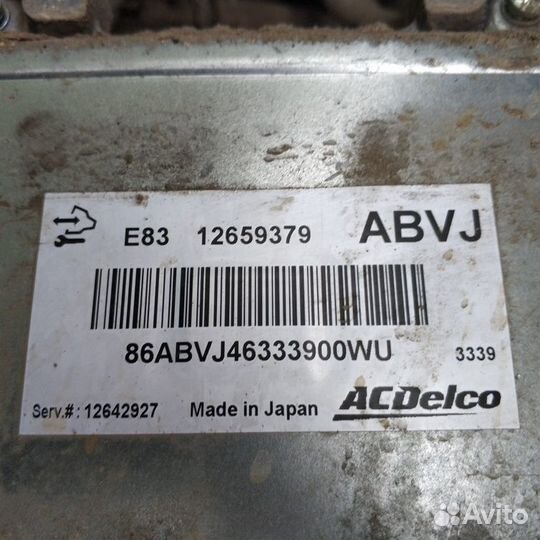 E83 12659379 ABVJ
86ABVJ46333900WU 3339
Serv.#: 12642927 Made in Japan ACDelco
Avito